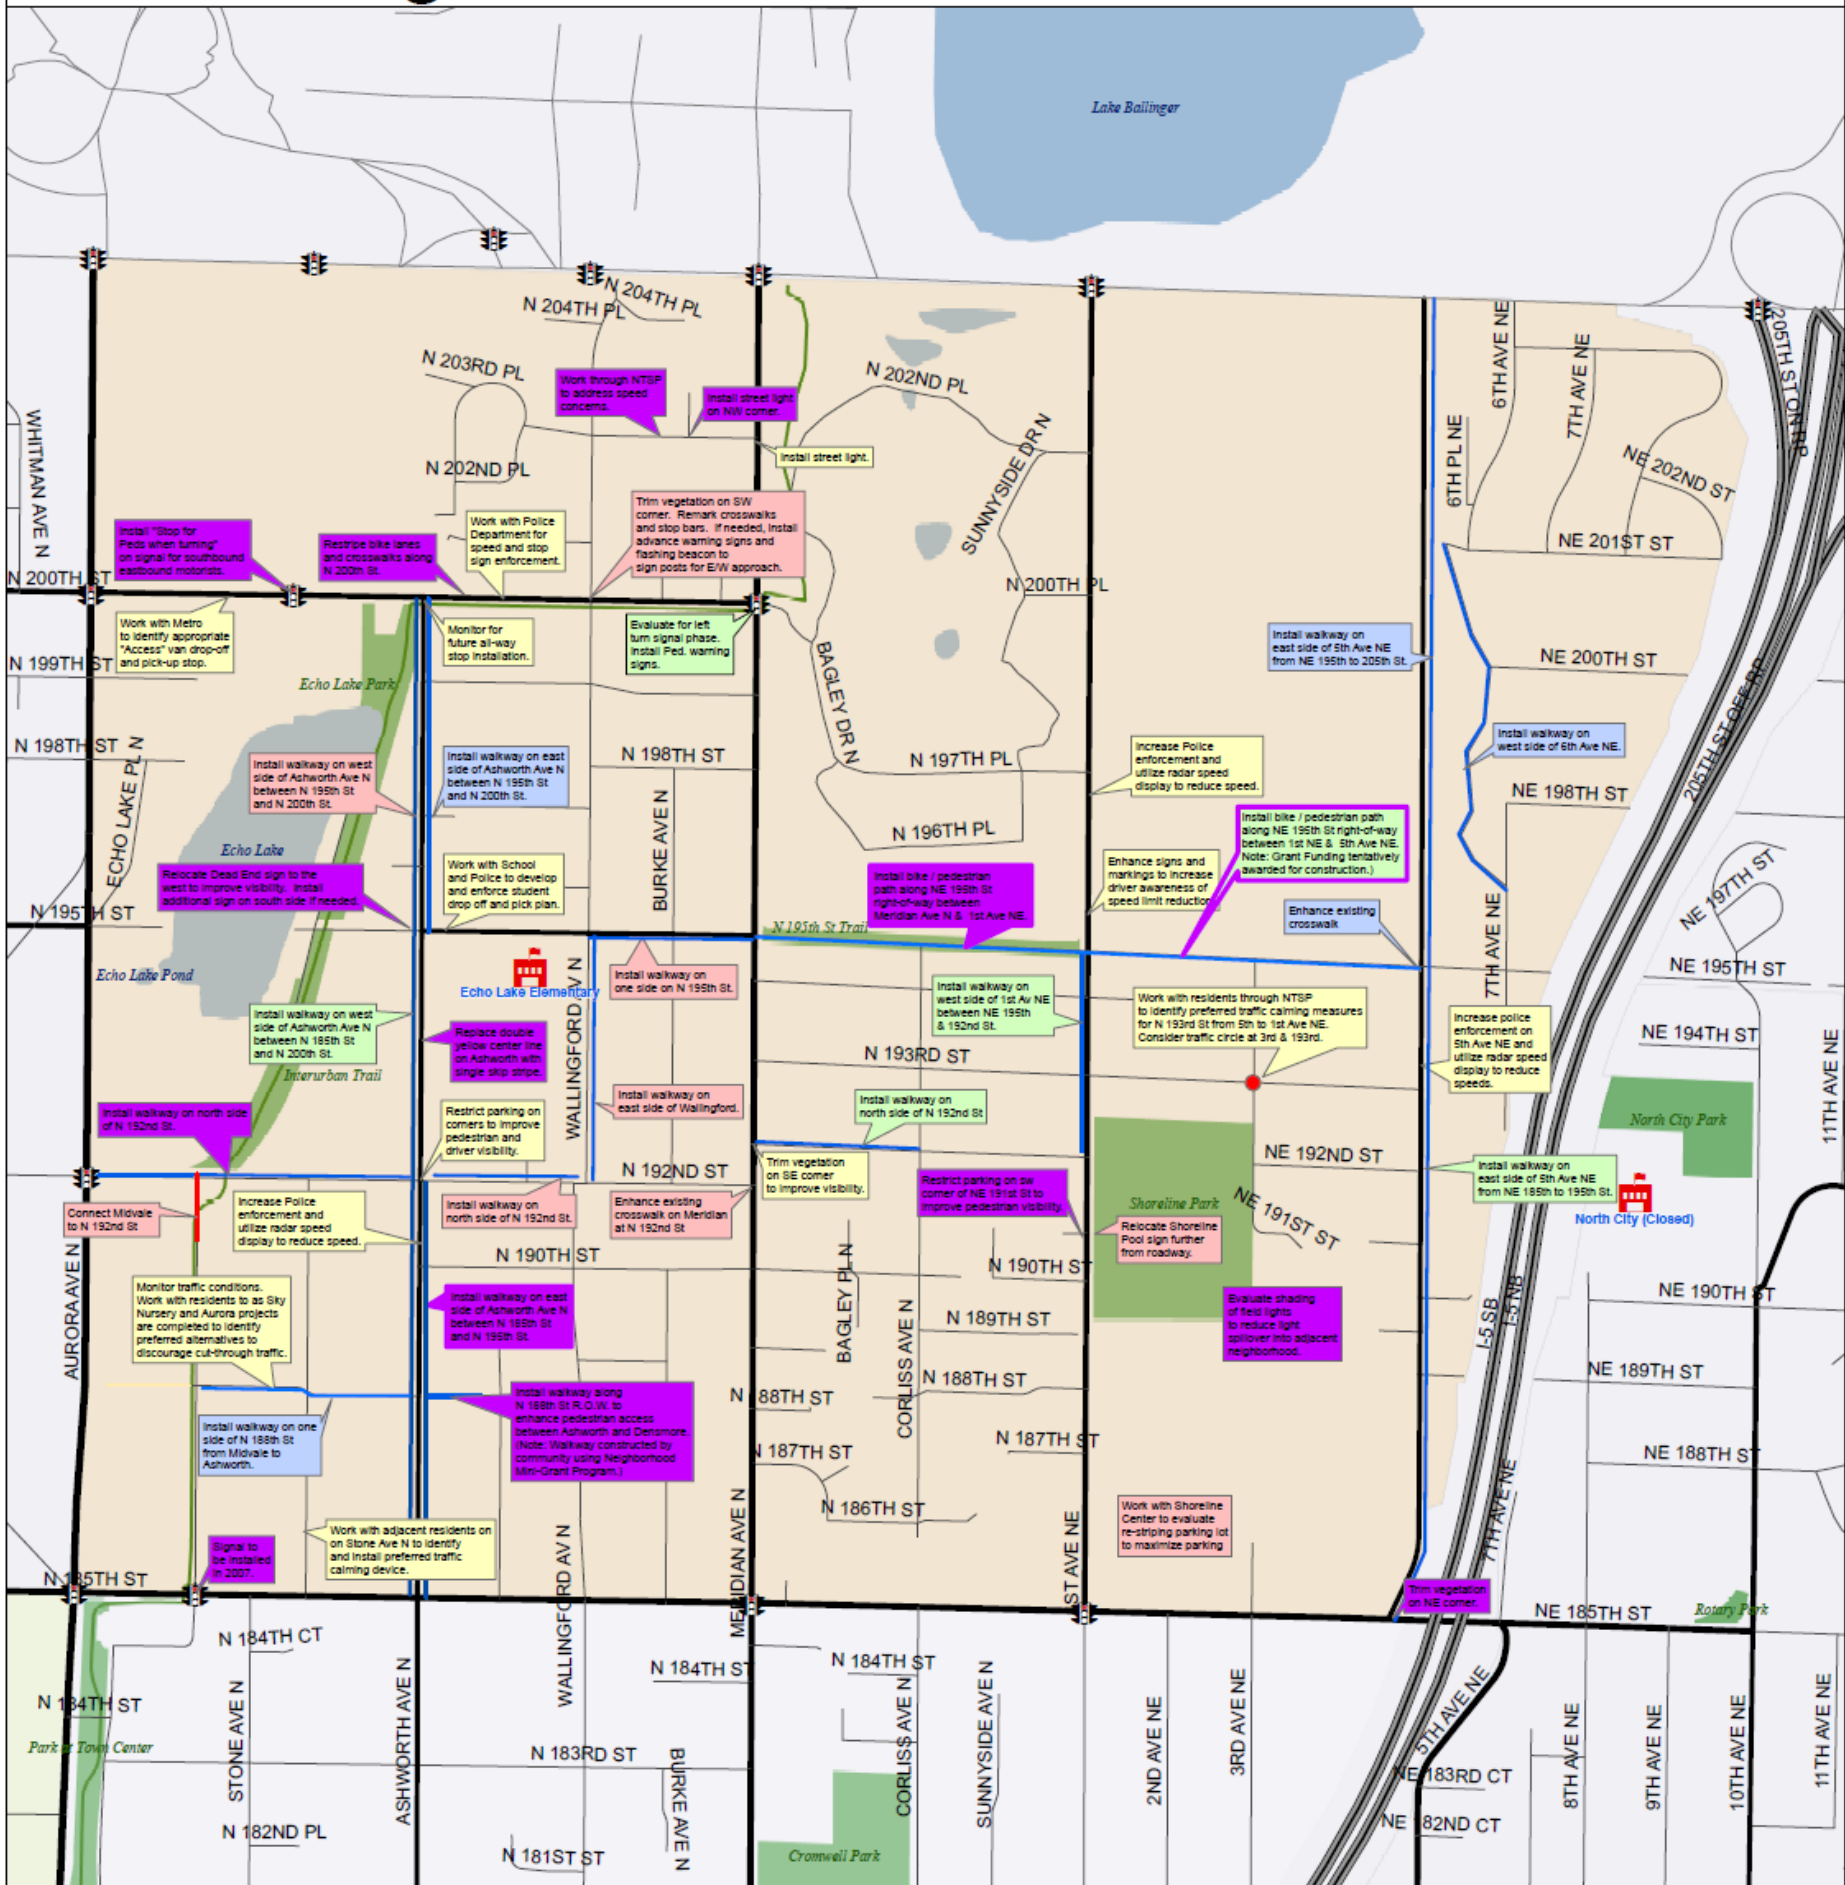 Lake Ballinger
N 204TH PL
N 204TH PL
N 203RD PL
N 202ND PL
N 202ND PL
Work through NTSP
to address speed
concerns.
Install street light
on NW corner.
Install street light.
SUNNYSIDE DR N
6TH AVE NE
7TH AVE NE
6TH PL NE
NE 202ND ST
NE 201ST ST
205TH ST ON RP
WHITMAN AVE N
Install "Stop for
Peds when turning"
on signal for southbound
eastbound motorists.
Restripe bike lanes
and crosswalks along
N 200th St.
Work with Police
Department for
speed and stop
sign enforcement.
Trim vegetation on SW
corner. Remark crosswalks
and stop bars. If needed, install
advance warning signs and
flashing beacon to
sign posts for E/W approach.
N 200TH ST
N 200TH PL
Work with Metro
to identify appropriate
"Access" van drop-off
and pick-up stop.
Monitor for
future all-way
stop installation.
Evaluate for left
turn signal phase.
Install Ped. warning
signs.
Install walkway on
east side of 5th Ave NE
from NE 195th to 205th St.
NE 200TH ST
N 199TH ST
Echo Lake Park
BAGLEY DR N
205TH ST OFF RP
N 198TH ST
ECHO LAKE PL N
Install walkway on west
side of Ashworth Ave N
between N 195th St
and N 200th St.
Install walkway on east
side of Ashworth Ave N
between N 195th St
and N 200th St.
N 198TH ST
N 197TH PL
Increase Police
enforcement and
utilize radar speed
display to reduce speed.
Install walkway on
west side of 6th Ave NE.
NE 198TH ST
BURKE AVE N
N 196TH PL
Echo Lake
Install bike / pedestrian path
along NE 195th St right-of-way
between 1st NE & 5th Ave NE.
Note: Grant Funding tentatively
awarded for construction.)
Relocate Dead End sign to the
west to improve visibility. Install
additional sign on south side if needed.
Work with School
and Police to develop
and enforce student
drop off and pick plan.
Install bike / pedestrian
path along NE 195th St
right-of-way between
Meridian Ave N & 1st Ave NE.
Enhance signs and
markings to increase
driver awareness of
speed limit reduction
Enhance existing
crosswalk
NE 197TH ST
N 195TH ST
N 195th St Trail
7TH AVE NE
NE 195TH ST
Echo Lake Pond
Echo Lake Elementary
WALLINGFORD AV N
Install walkway on
one side on N 195th St.
Install walkway on
west side of 1st Av NE
between NE 195th
& 192nd St.
Work with residents through NTSP
to identify preferred traffic calming measures
for N 193rd St from 5th to 1st Ave NE.
Consider traffic circle at 3rd & 193rd.
Increase police
enforcement on
5th Ave NE and
utilize radar speed
display to reduce
speeds.
NE 194TH ST
11TH AVE NE
Install walkway on west
side of Ashworth Ave N
between N 185th St
and N 200th St.
Replace double
yellow center line
on Ashworth with
single skip stripe.
N 193RD ST
Interurban Trail
Install walkway on north side
of N 192nd St.
Restrict parking on
corners to improve
pedestrian and
driver visibility.
Install walkway on
east side of Wallingford.
Install walkway on
north side of N 192nd St
North City Park
N 192ND ST
Trim vegetation
on SE corner
to improve visibility.
NE 192ND ST
Install walkway on
east side of 5th Ave NE
from NE 185th to 195th St.
North City (Closed)
Connect Midvale
to N 192nd St
Increase Police
enforcement and
utilize radar speed
display to reduce speed.
Install walkway on
north side of N 192nd St.
Enhance existing
crosswalk on Meridian
at N 192nd St
Restrict parking on sw
corner of NE 191st St to
improve pedestrian visibility.
Shoreline Park
NE 191ST ST
Relocate Shoreline
Pool sign further
from roadway.
AURORA AVE N
N 190TH ST
N 190TH ST
BAGLEY PL N
Monitor traffic conditions.
Work with residents to as Sky
Nursery and Aurora projects
are completed to identify
preferred alternatives to
discourage cut-through traffic.
Install walkway on east
side of Ashworth Ave N
between N 185th St
and N 195th St.
N 189TH ST
CORLISS AVE N
Evaluate shading
of field lights
to reduce light
spillover into adjacent
neighborhood.
I-5 SB
I-5 NB
NE 190TH ST
NE 189TH ST
Install walkway on one
side of N 188th St
from Midvale to
Ashworth.
Install walkway along
N 188th St R.O.W. to
enhance pedestrian access
between Ashworth and Densmore.
(Note: Walkway constructed by
community using Neighborhood
Mini-Grant Program.)
N 188TH ST
N 188TH ST
N 187TH ST
N 187TH ST
NE 188TH ST
N 186TH ST
MERIDIAN AVE N
1ST AVE NE
Work with Shoreline
Center to evaluate
re-striping parking lot
to maximize parking
7TH AVE NE
Signal to
be installed
in 2007.
Work with adjacent residents on
on Stone Ave N to identify
and install preferred traffic
calming device.
WALLINGFORD AV N
N 185TH ST
Trim vegetation
on NE corner.
NE 185TH ST
Rotary Park
N 184TH CT
N 184TH ST
N 184TH ST
N 184TH ST
STONE AVE N
ASHWORTH AVE N
CORLISS AVE N
SUNNYSIDE AVE N
2ND AVE NE
3RD AVE NE
5TH AVE NE
8TH AVE NE
9TH AVE NE
10TH AVE NE
11TH AVE NE
Park at Town Center
N 183RD ST
BURKE AVE N
NE 183RD CT
N 182ND PL
NE 182ND CT
N 181ST ST
Cromwell Park